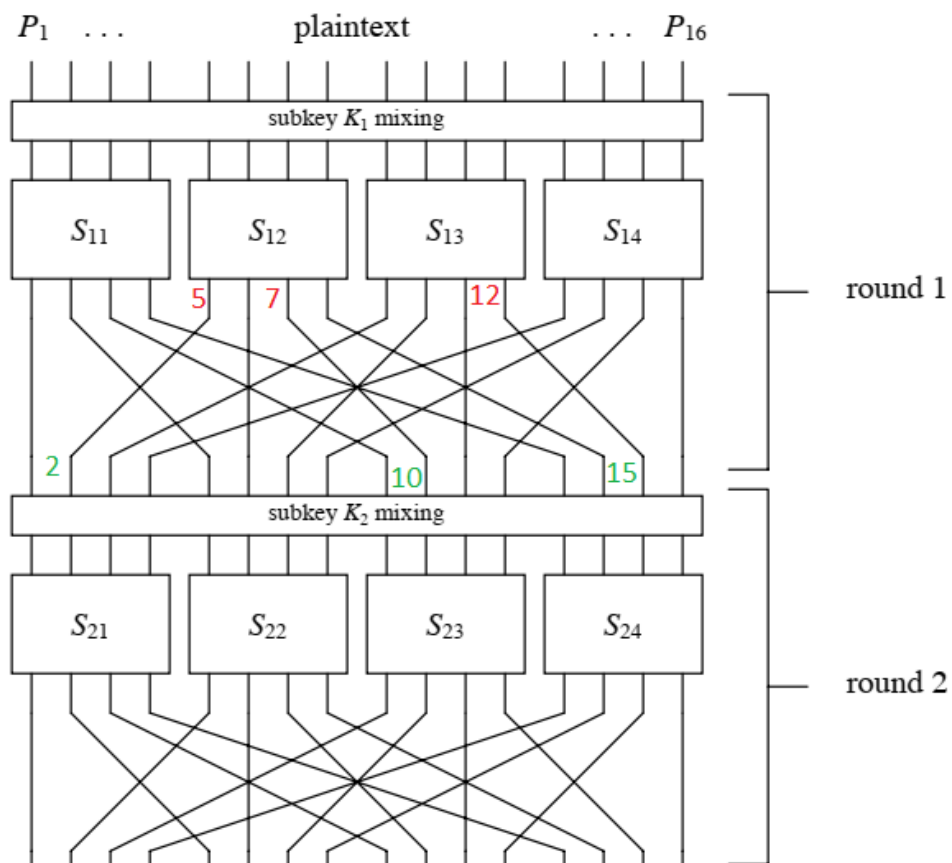 P₁ . . . plaintext . . . P₁₆
subkey K₁ mixing
S₁₁ S₁₂ S₁₃ S₁₄
round 1
5 7 12
2 10 15
subkey K₂ mixing
S₂₁ S₂₂ S₂₃ S₂₄
round 2